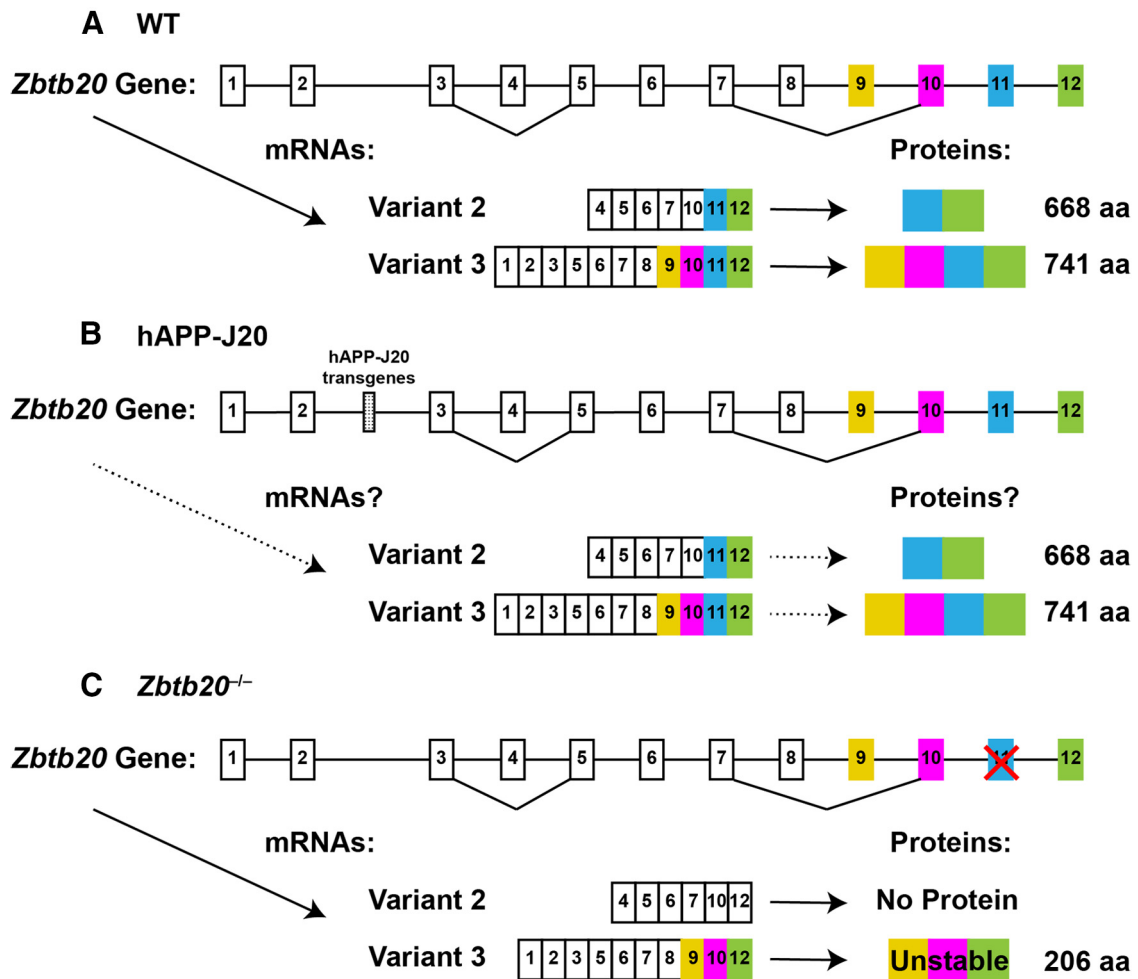 A WT
Zbtb20 Gene: 1 2 3 4 5 6 7 8 9 10 11 12
mRNAs: Proteins:
Variant 2 4 5 6 7 10 11 12 668 aa
Variant 3 1 2 3 5 6 7 8 9 10 11 12 741 aa
B hAPP-J20
hAPP-J20
transgenes
Zbtb20 Gene: 1 2 3 4 5 6 7 8 9 10 11 12
mRNAs? Proteins?
Variant 2 4 5 6 7 10 11 12 668 aa
Variant 3 1 2 3 5 6 7 8 9 10 11 12 741 aa
C Zbtb20–/–
Zbtb20 Gene: 1 2 3 4 5 6 7 8 9 10 11 12
mRNAs: Proteins:
Variant 2 4 5 6 7 10 12 No Protein
Variant 3 1 2 3 5 6 7 8 9 10 12 Unstable 206 aa